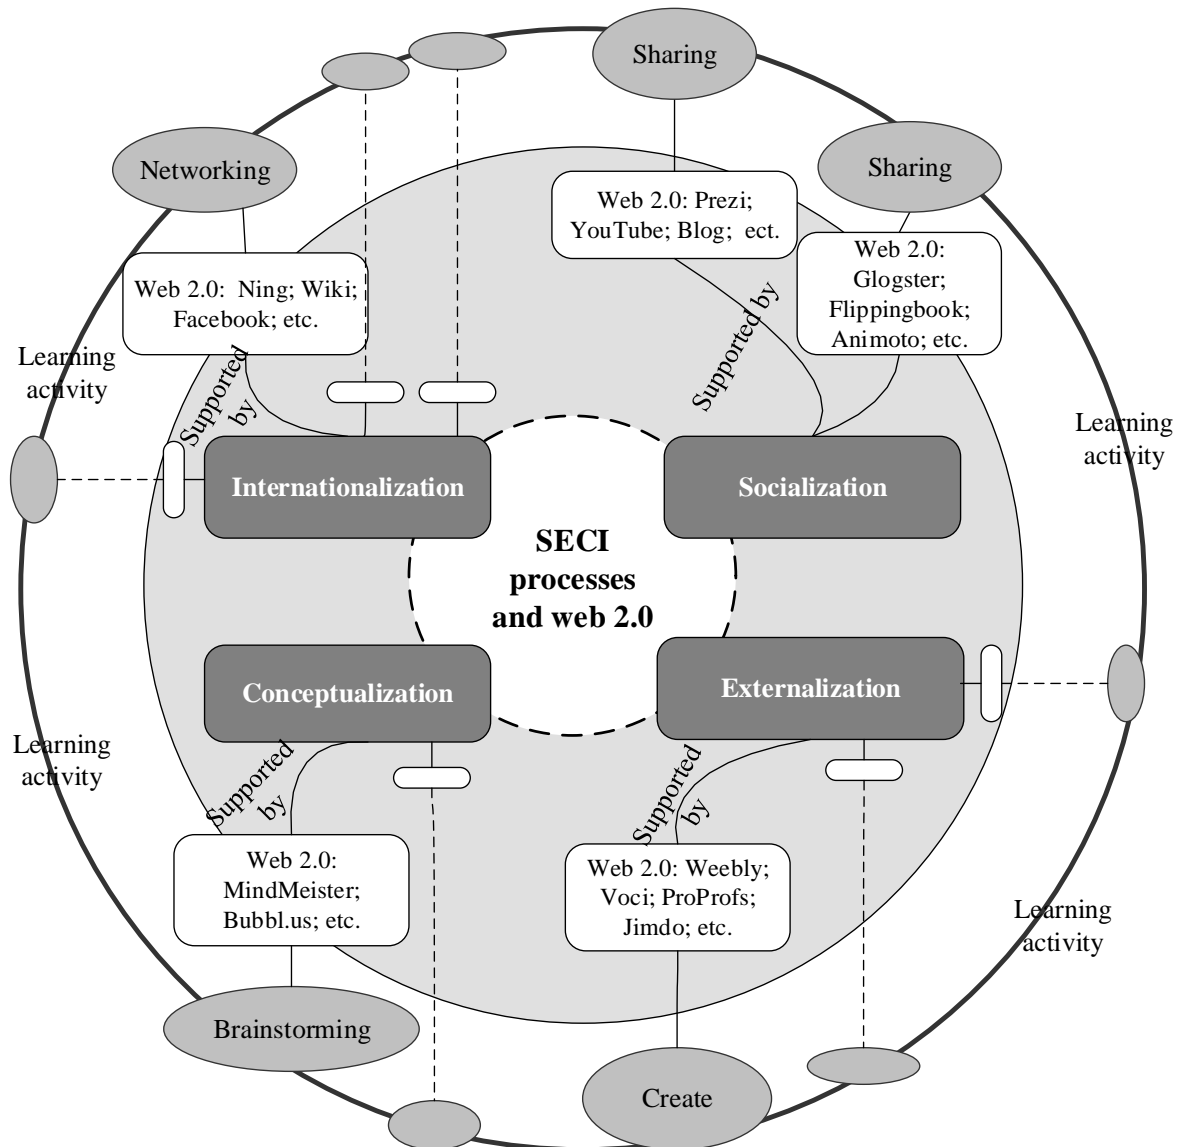 Sharing
Sharing
Networking
Web 2.0: Prezi;
YouTube; Blog; ect.
Web 2.0:
Glogster;
Flippingbook;
Animoto; etc.
Web 2.0: Ning; Wiki;
Facebook; etc.
Supported by
Learning
activity
Supported
by
Learning
activity
Internationalization
Socialization
SECI
processes
and web 2.0
Conceptualization
Externalization
Learning
activity
Supported
by
Supported
by
Web 2.0:
MindMeister;
Bubbl.us; etc.
Web 2.0: Weebly;
Voci; ProProfs;
Jimdo; etc.
Learning
activity
Brainstorming
Create